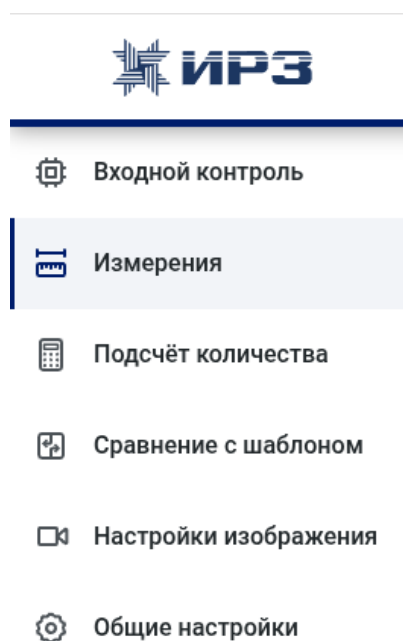 ИРЗ
Входной контроль
Измерения
Подсчёт количества
Сравнение с шаблоном
Настройки изображения
Общие настройки